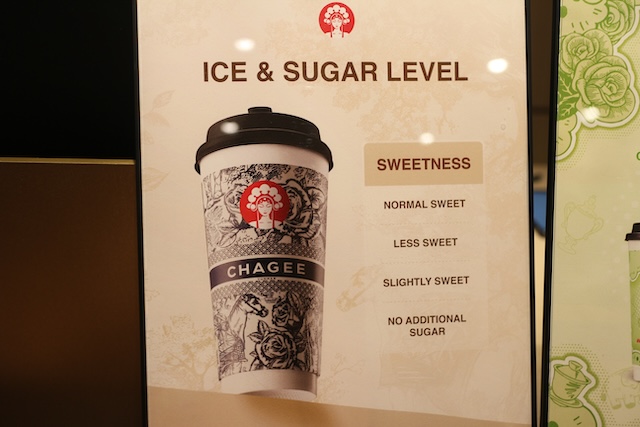 ICE & SUGAR LEVEL
SWEETNESS
NORMAL SWEET
LESS SWEET
SLIGHTLY SWEET
NO ADDITIONAL
SUGAR
CHAGEE